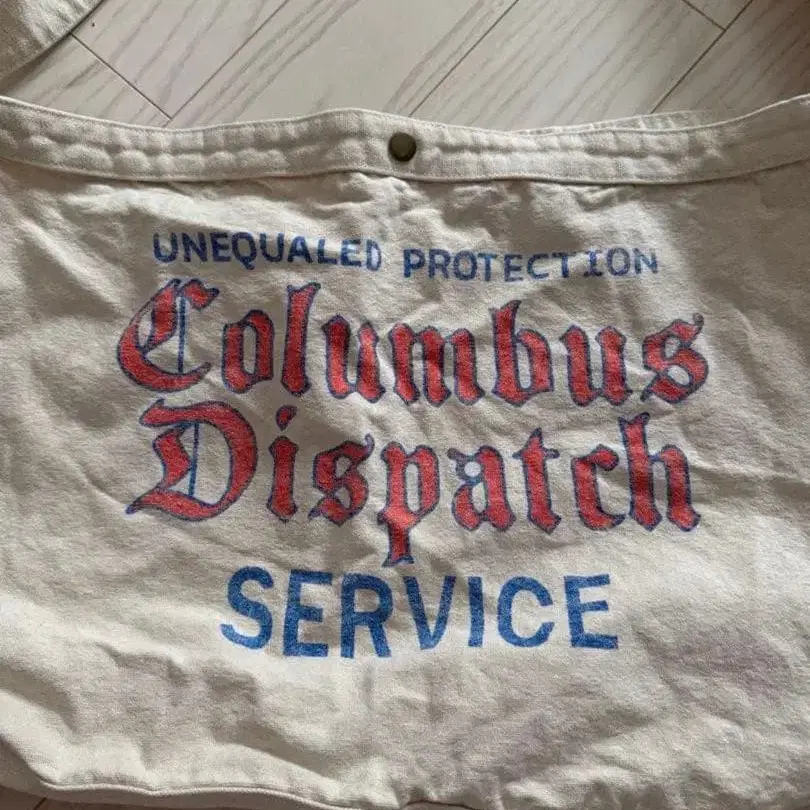 UNEQUALED PROTECTION
Columbus
Dispatch
SERVICE